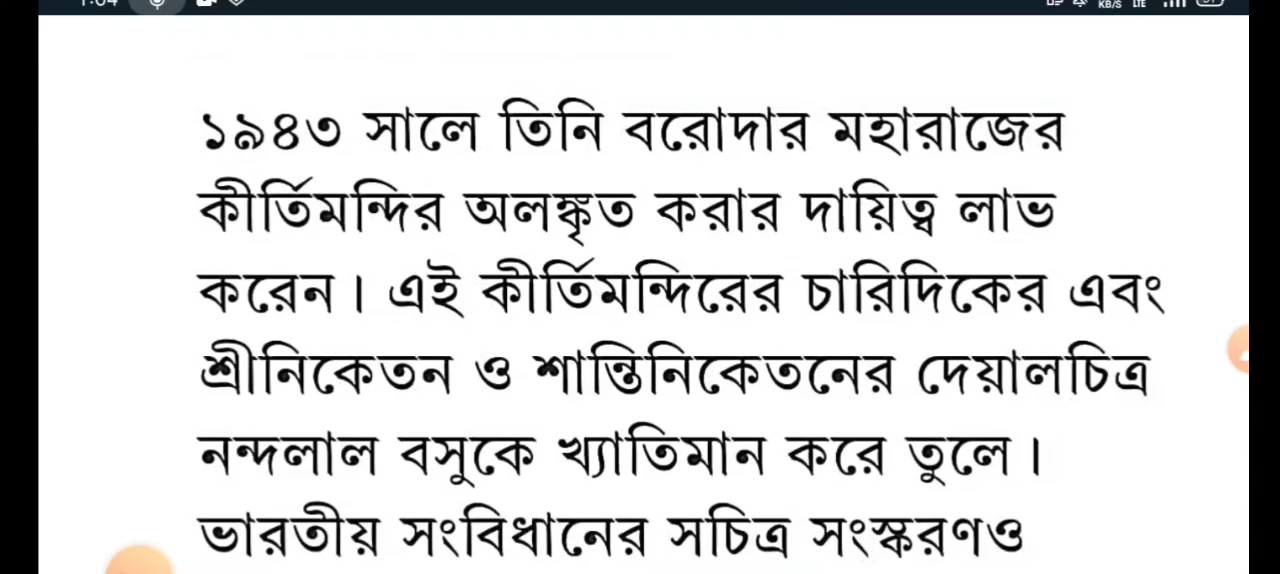 ১৯৪৩ সালে তিনি বরোদার মহারাজের
কীর্তিমন্দির অলঙ্কৃত করার দায়িত্ব লাভ
করেন। এই কীর্তিমন্দিরের চারিদিকের এবং
শ্রীনিকেতন ও শান্তিনিকেতনের দেয়ালচিত্র
নন্দলাল বসুকে খ্যাতিমান করে তুলে।
ভারতীয় সংবিধানের সচিত্র সংস্করণও